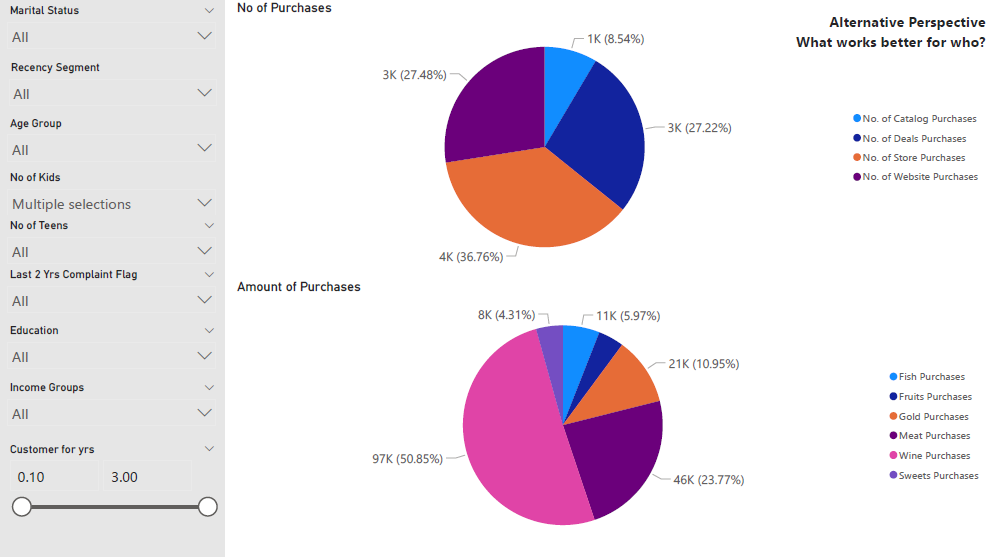 Marital Status
All
Recency Segment
All
Age Group
All
No of Kids
Multiple selections
No of Teens
All
Last 2 Yrs Complaint Flag
All
Education
All
Income Groups
All
Customer for yrs
0.10 3.00
No of Purchases
1K (8.54%)
3K (27.48%)
3K (27.22%)
4K (36.76%)
Alternative Perspective
What works better for who?
No. of Catalog Purchases
No. of Deals Purchases
No. of Store Purchases
No. of Website Purchases
Amount of Purchases
8K (4.31%)
11K (5.97%)
21K (10.95%)
97K (50.85%)
46K (23.77%)
Fish Purchases
Fruits Purchases
Gold Purchases
Meat Purchases
Wine Purchases
Sweets Purchases